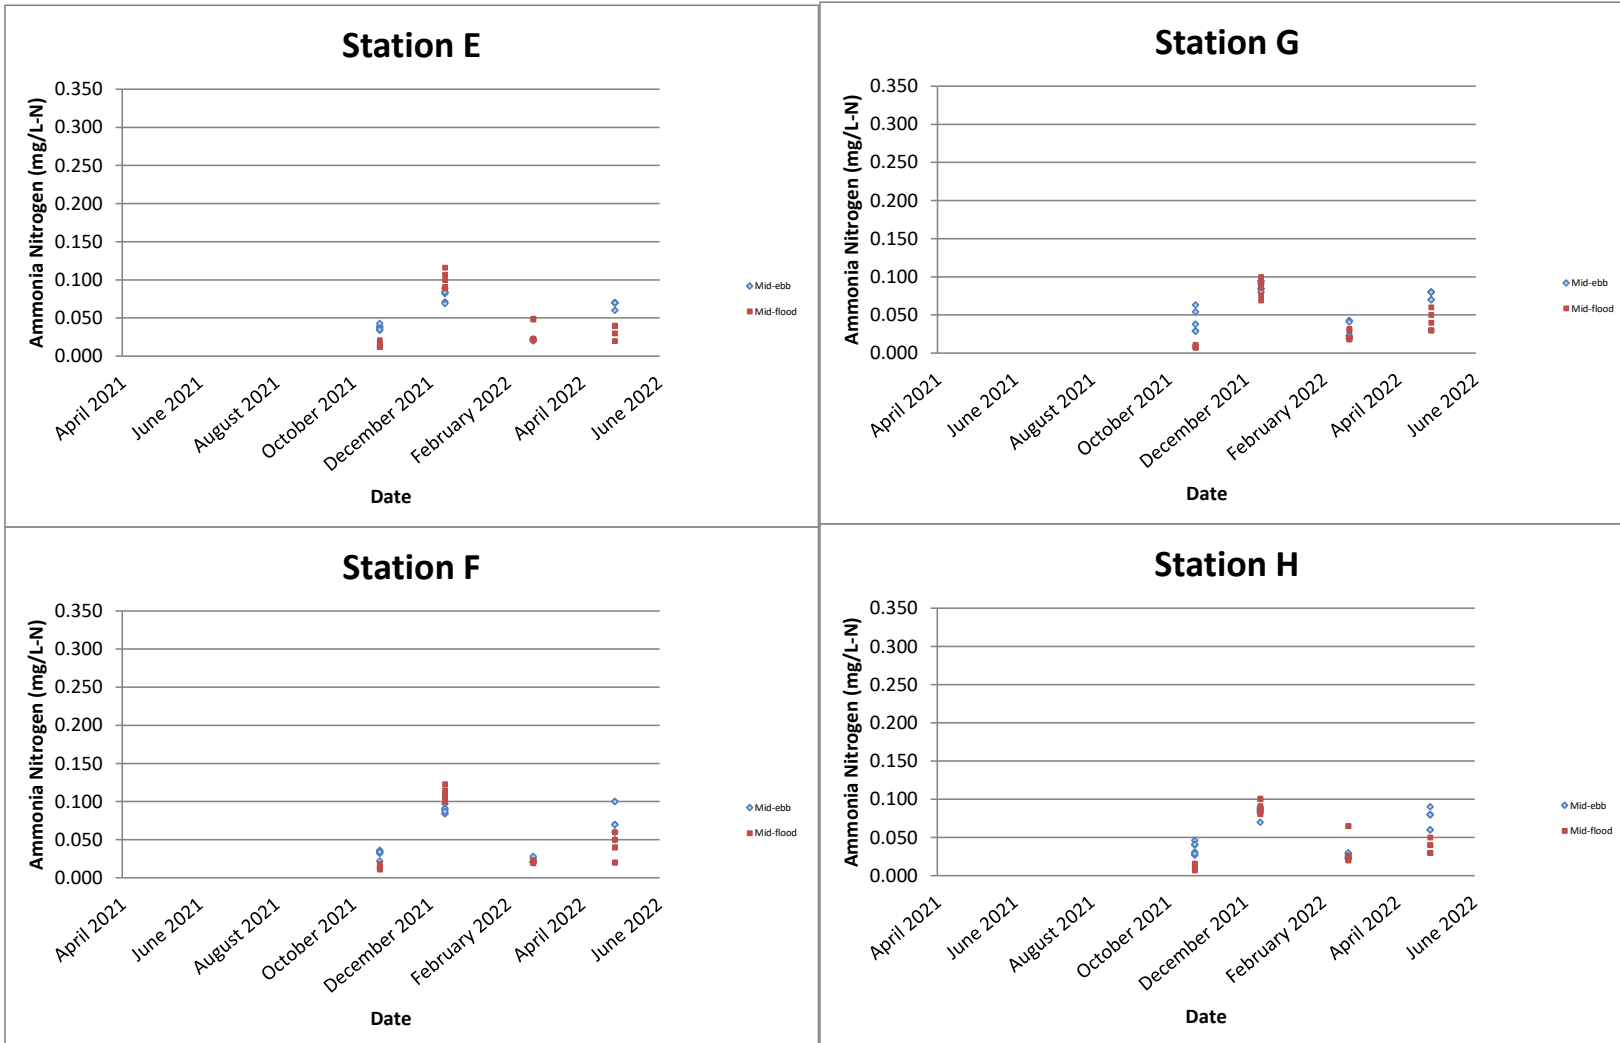 Station E
Ammonia Nitrogen (mg/L-N)
0.350
0.300
0.250
0.200
0.150
0.100
0.050
0.000
April 2021
June 2021
August 2021
October 2021
December 2021
February 2022
April 2022
June 2022
Date
Mid-ebb
Mid-flood
Station G
Ammonia Nitrogen (mg/L-N)
0.350
0.300
0.250
0.200
0.150
0.100
0.050
0.000
April 2021
June 2021
August 2021
October 2021
December 2021
February 2022
April 2022
June 2022
Date
Mid-ebb
Mid-flood
Station F
Ammonia Nitrogen (mg/L-N)
0.350
0.300
0.250
0.200
0.150
0.100
0.050
0.000
April 2021
June 2021
August 2021
October 2021
December 2021
February 2022
April 2022
June 2022
Date
Mid-ebb
Mid-flood
Station H
Ammonia Nitrogen (mg/L-N)
0.350
0.300
0.250
0.200
0.150
0.100
0.050
0.000
April 2021
June 2021
August 2021
October 2021
December 2021
February 2022
April 2022
June 2022
Date
Mid-ebb
Mid-flood